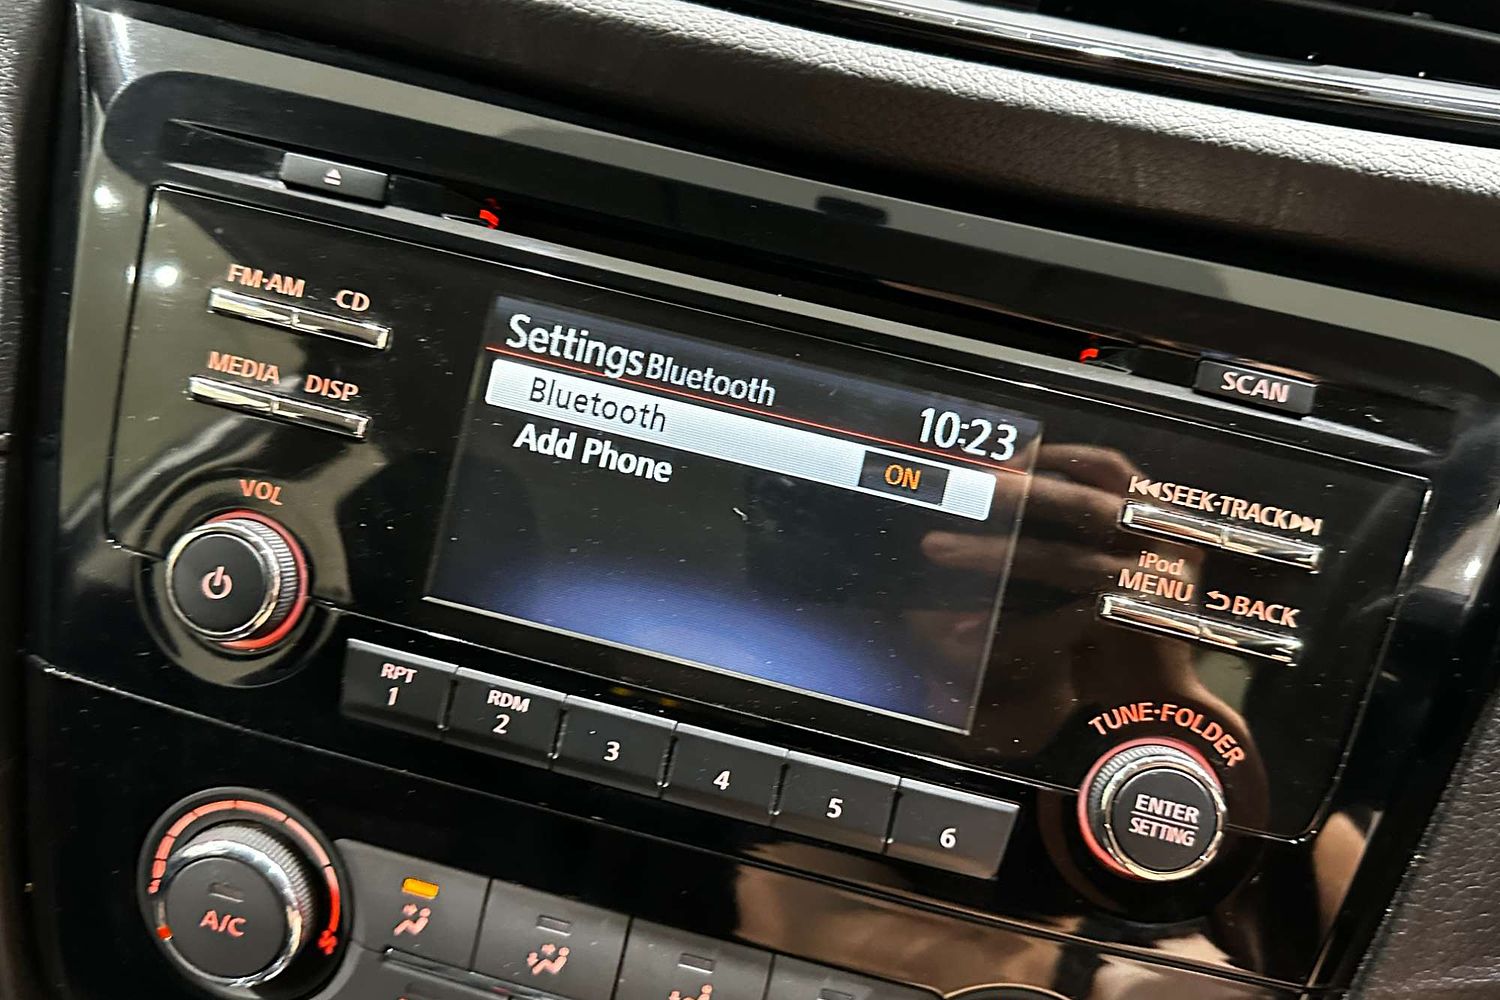 FM·AM CD
SCAN
MEDIA DISP
Settings Bluetooth
10:23
Bluetooth ON
Add Phone
SEEK·TRACK
iPod
MENU BACK
VOL
RPT
1
RDM
2
3
4
5
6
TUNE·FOLDER
ENTER
SETTING
A/C